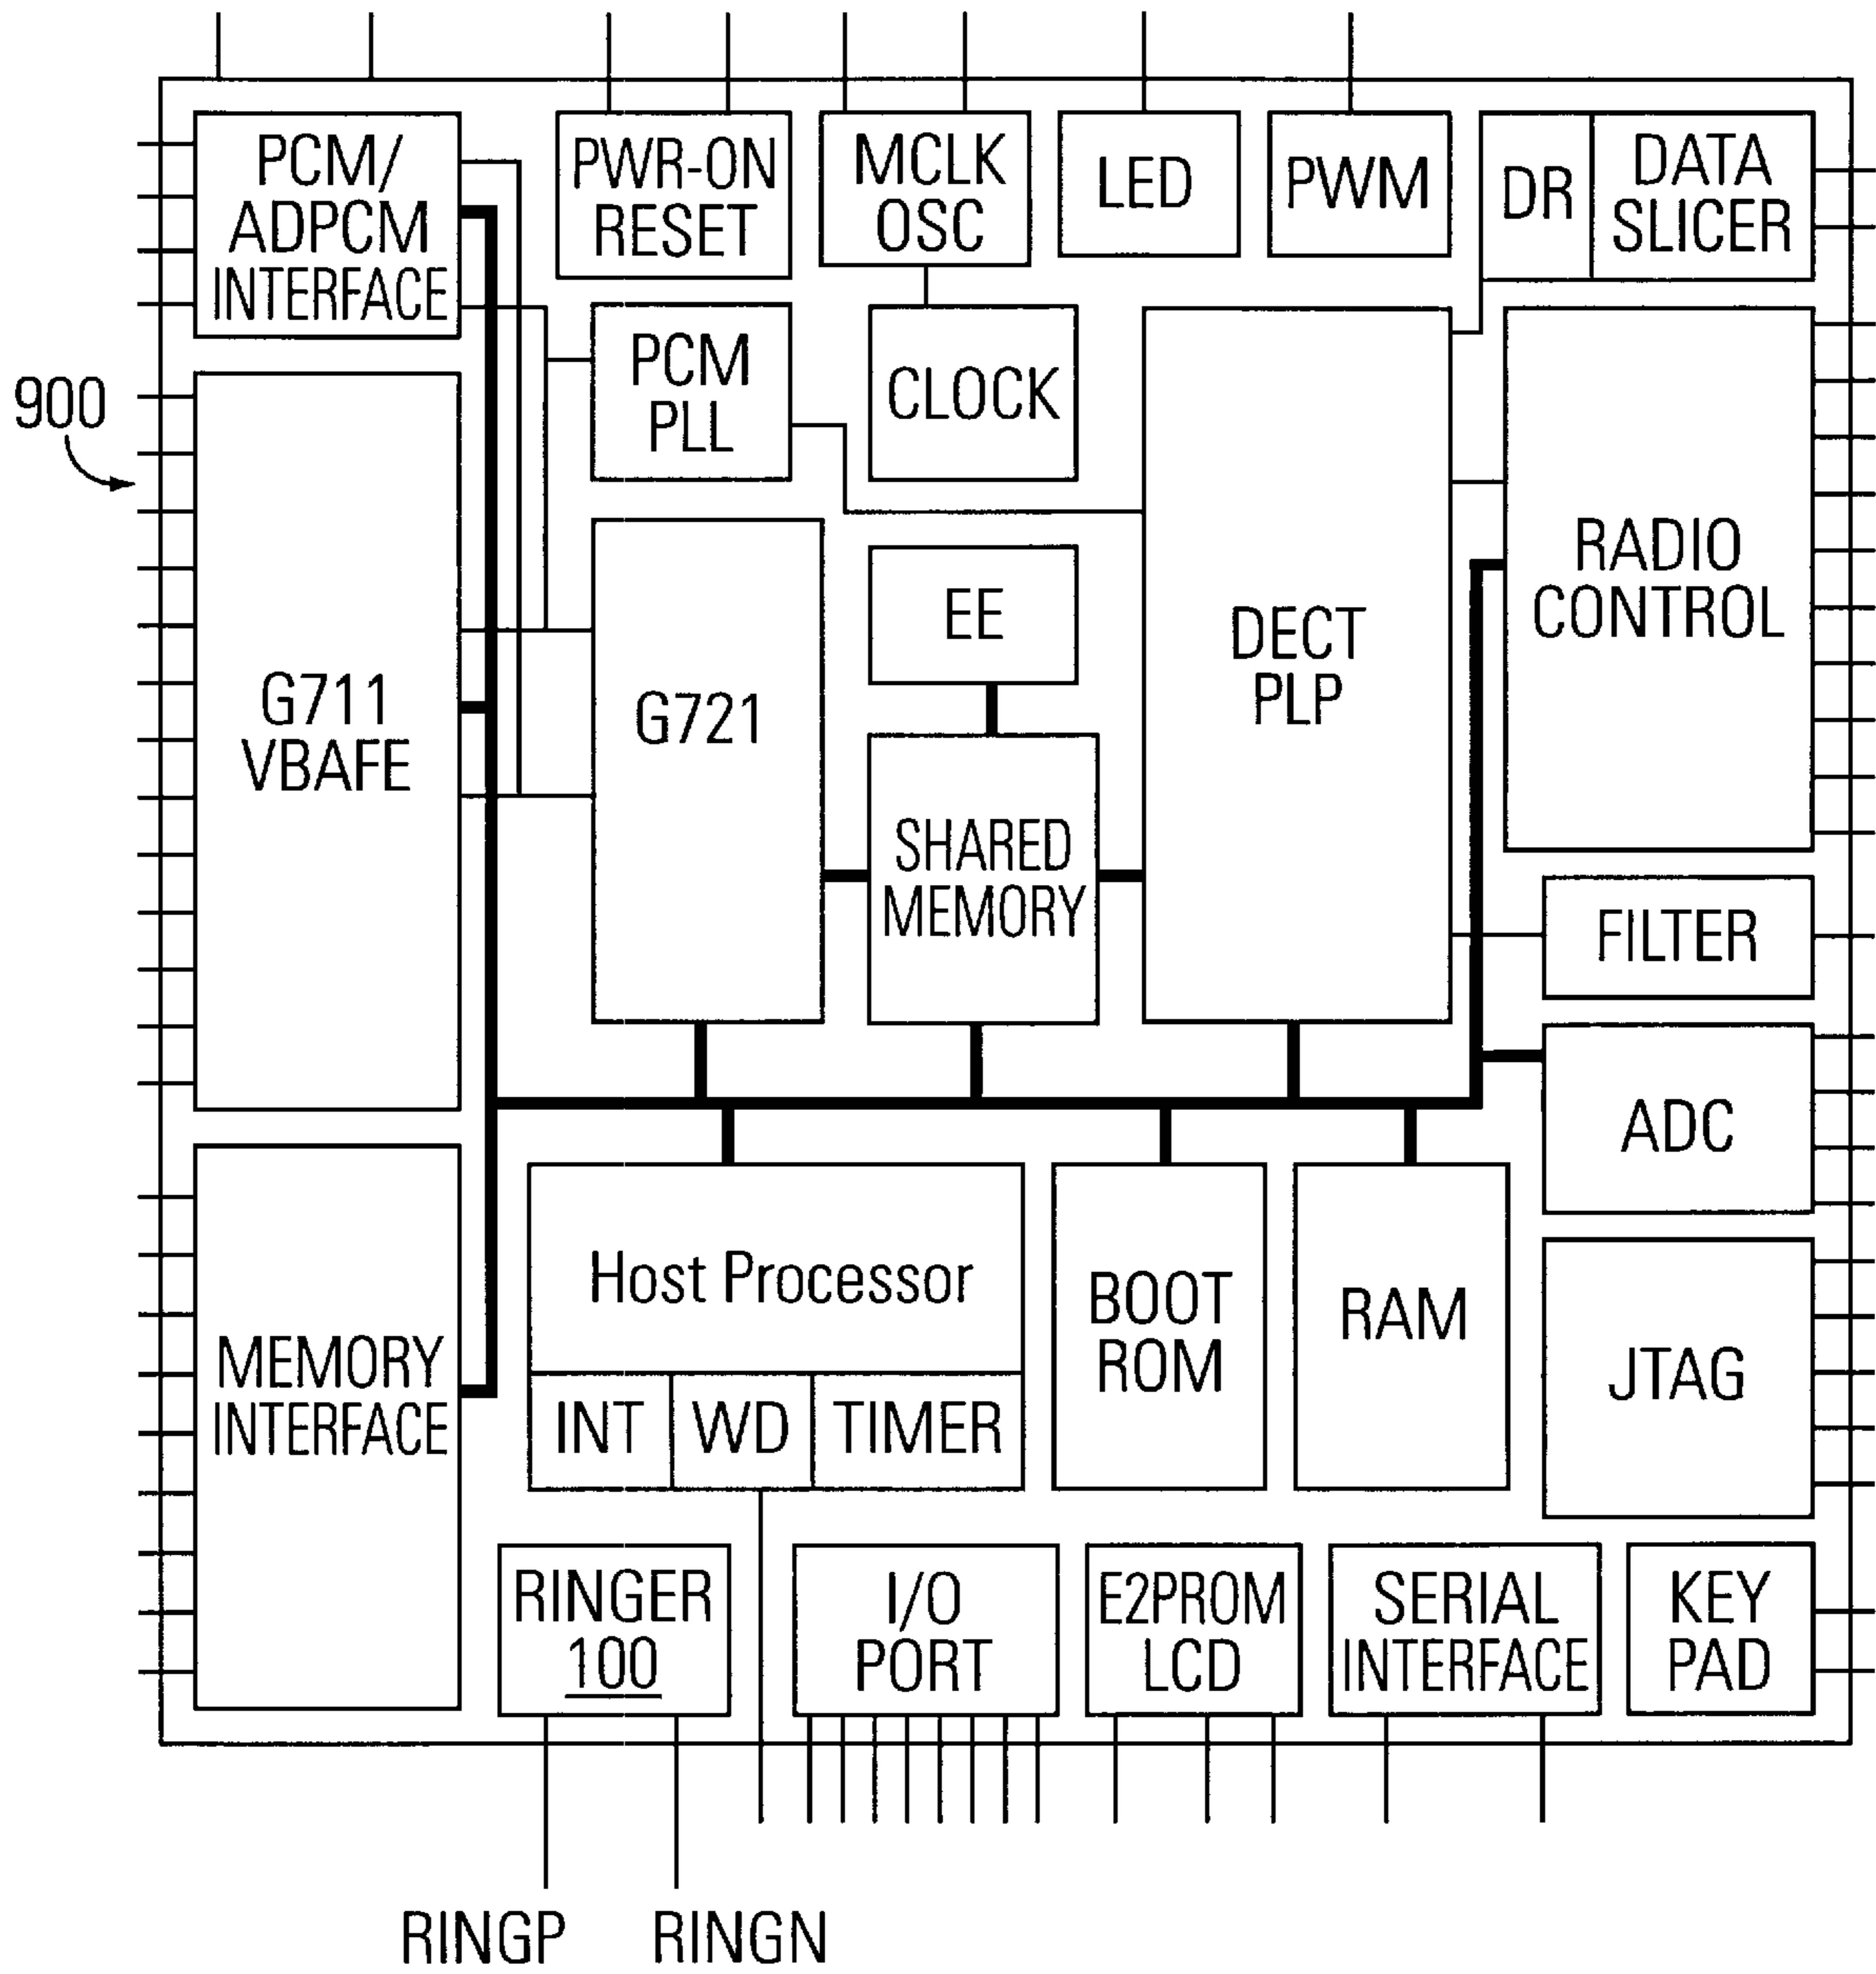 PCM/
ADPCM
INTERFACE
PWR-ON
RESET
MCLK
OSC
LED
PWM
DR
DATA
SLICER
900
PCM
PLL
CLOCK
G711
VBAFE
G721
EE
SHARED
MEMORY
DECT
PLP
RADIO
CONTROL
FILTER
ADC
MEMORY
INTERFACE
Host Processor
INT
WD
TIMER
BOOT
ROM
RAM
JTAG
RINGER
100
I/O
PORT
E2PROM
LCD
SERIAL
INTERFACE
KEY
PAD
RINGP
RINGN